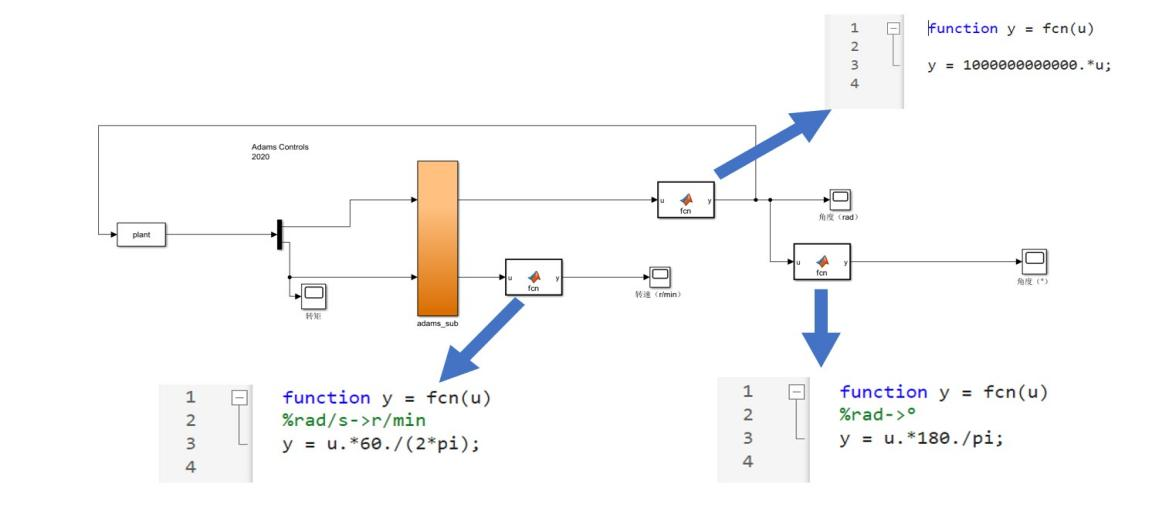 1 function y = fcn(u)
2
3 y = 1000000000000.*u;
4
Adams Controls
2020
plant
u fcn y
角度（rad）
u fcn y
角度（°）
u fcn y
转速（r/min）
转矩
adams_sub
1 function y = fcn(u)
2 %rad/s->r/min
3 y = u.*60./(2*pi);
4
1 function y = fcn(u)
2 %rad->°
3 y = u.*180./pi;
4